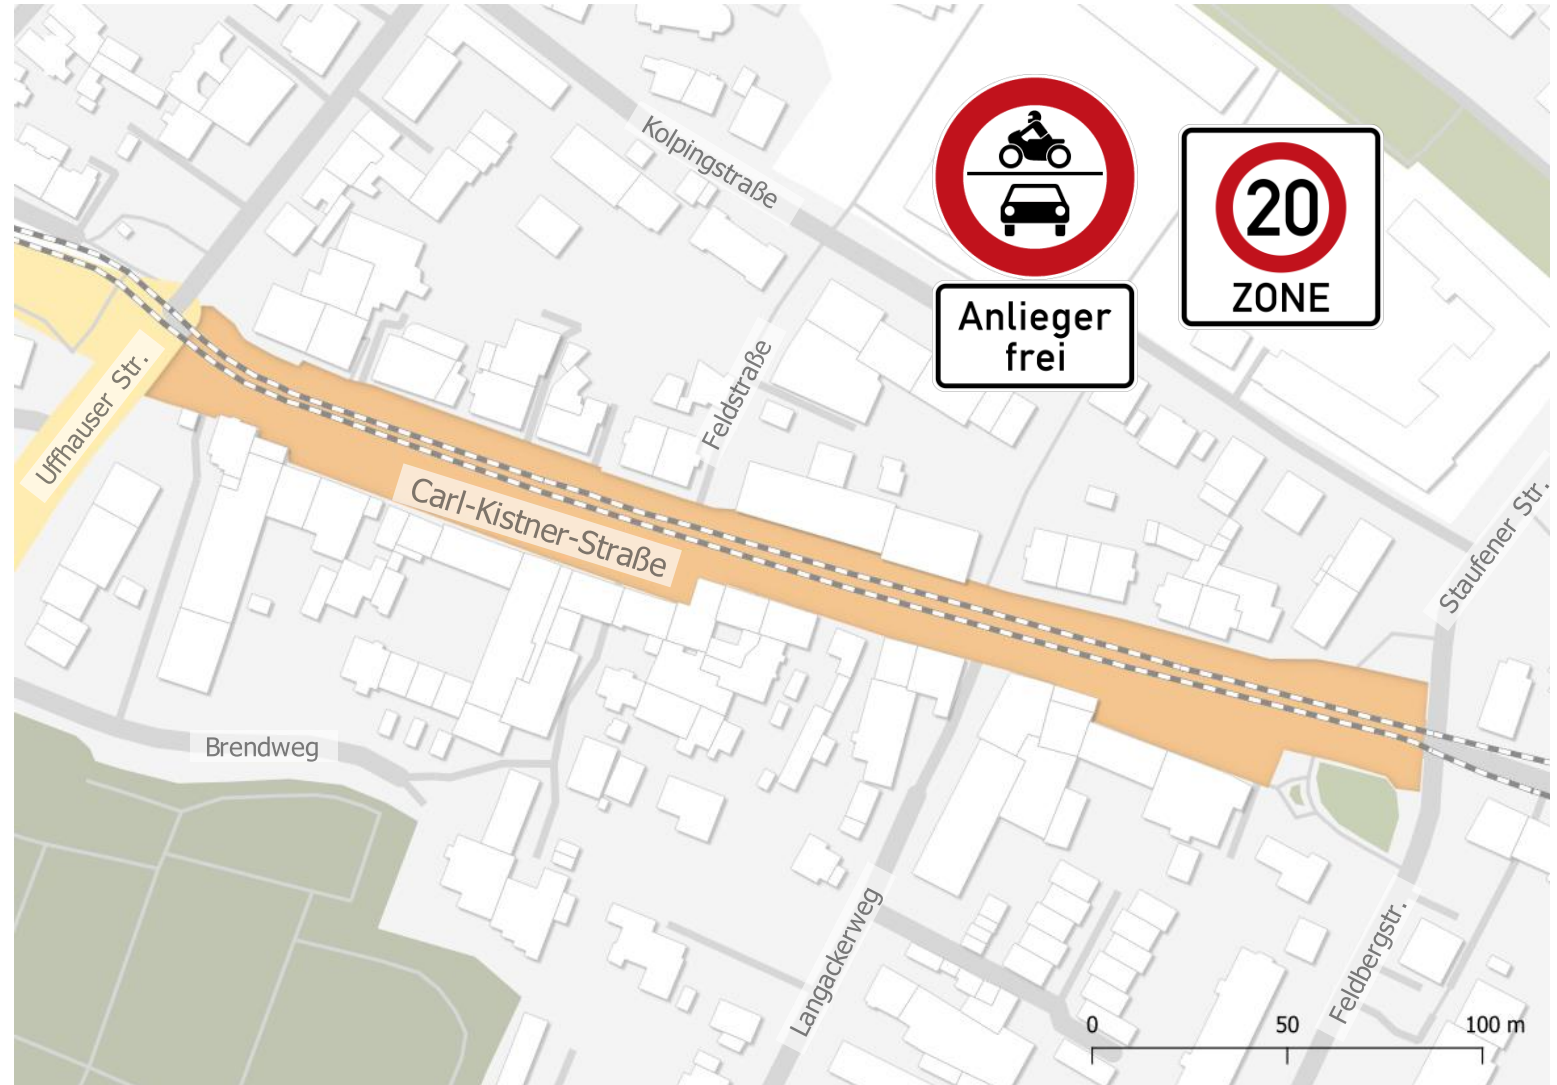 Kolpingstraße
20
ZONE
Anlieger
frei
Uffhauser Str.
Feldstraße
Carl-Kistner-Straße
Staufener Str.
Brendweg
Langackerweg
Feldbergstr.
0 50 100 m